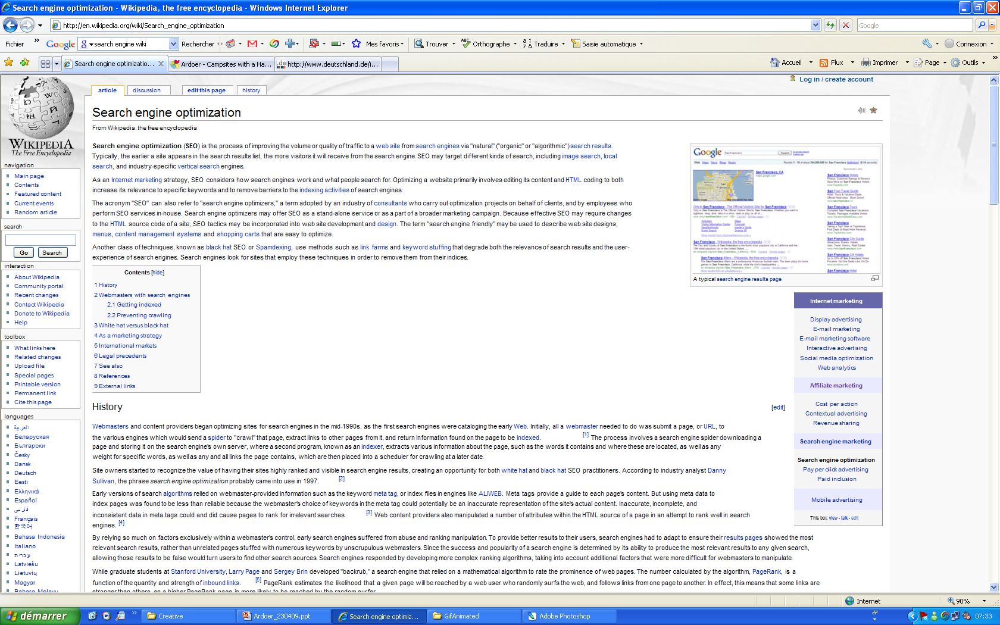 Search engine optimization - Wikipedia, the free encyclopedia - Windows Internet Explorer
http://en.wikipedia.org/wiki/Search_engine_optimization
Google
Fichier » Google search engine wiki Rechercher Mes favoris Trouver Orthographe Traduire Saisie automatique Connexion
Search engine optimizatio... Ardoer - Campsites with a Ha... http://www.deutschland.de/i... Accueil Flux Imprimer Page Outils »
Log in / create account
article discussion edit this page history
WIKIPEDIA
The Free Encyclopedia
navigation
Main page
Contents
Featured content
Current events
Random article
search
Go Search
interaction
About Wikipedia
Community portal
Recent changes
Contact Wikipedia
Donate to Wikipedia
Help
toolbox
What links here
Related changes
Upload file
Special pages
Printable version
Permanent link
Cite this page
languages
العربية
Беларуская
Български
Česky
Dansk
Deutsch
Eesti
Ελληνικά
Español
فارسی
Français
한국어
Bahasa Indonesia
Italiano
עברית
Latviešu
Lietuvių
Magyar
Bahasa Melayu
Search engine optimization
From Wikipedia, the free encyclopedia
Search engine optimization (SEO) is the process of improving the volume or quality of traffic to a web site from search engines via "natural" ("organic" or "algorithmic") search results.
Typically, the earlier a site appears in the search results list, the more visitors it will receive from the search engine. SEO may target different kinds of search, including image search, local
search, and industry-specific vertical search engines.
As an Internet marketing strategy, SEO considers how search engines work and what people search for. Optimizing a website primarily involves editing its content and HTML coding to both
increase its relevance to specific keywords and to remove barriers to the indexing activities of search engines.
The acronym "SEO" can also refer to "search engine optimizers," a term adopted by an industry of consultants who carry out optimization projects on behalf of clients, and by employees who
perform SEO services in-house. Search engine optimizers may offer SEO as a stand-alone service or as a part of a broader marketing campaign. Because effective SEO may require changes
to the HTML source code of a site, SEO tactics may be incorporated into web site development and design. The term "search engine friendly" may be used to describe web site designs,
menus, content management systems and shopping carts that are easy to optimize.
Another class of techniques, known as black hat SEO or Spamdexing, use methods such as link farms and keyword stuffing that degrade both the relevance of search results and the user-
experience of search engines. Search engines look for sites that employ these techniques in order to remove them from their indices.
Google
San Francisco, CA
A typical search engine results page
Contents [hide]
1 History
2 Webmasters with search engines
2.1 Getting indexed
2.2 Preventing crawling
3 White hat versus black hat
4 As a marketing strategy
5 International markets
6 Legal precedents
7 See also
8 References
9 External links
Internet marketing
Display advertising
E-mail marketing
E-mail marketing software
Interactive advertising
Social media optimization
Web analytics
Affiliate marketing
Cost per action
Contextual advertising
Revenue sharing
Search engine marketing
Search engine optimization
Pay per click advertising
Paid inclusion
Mobile advertising
This box: view • talk • edit
History [edit]
Webmasters and content providers began optimizing sites for search engines in the mid-1990s, as the first search engines were cataloging the early Web. Initially, all a webmaster needed to do was submit a page, or URL, to
the various engines which would send a spider to "crawl" that page, extract links to other pages from it, and return information found on the page to be indexed. [1] The process involves a search engine spider downloading a
page and storing it on the search engine's own server, where a second program, known as an indexer, extracts various information about the page, such as the words it contains and where these are located, as well as any
weight for specific words, as well as any and all links the page contains, which are then placed into a scheduler for crawling at a later date.
Site owners started to recognize the value of having their sites highly ranked and visible in search engine results, creating an opportunity for both white hat and black hat SEO practitioners. According to industry analyst Danny
Sullivan, the phrase search engine optimization probably came into use in 1997. [2]
Early versions of search algorithms relied on webmaster-provided information such as the keyword meta tag, or index files in engines like ALIWEB. Meta tags provide a guide to each page's content. But using meta data to
index pages was found to be less than reliable because the webmaster's choice of keywords in the meta tag could potentially be an inaccurate representation of the site's actual content. Inaccurate, incomplete, and
inconsistent data in meta tags could and did cause pages to rank for irrelevant searches. [3] Web content providers also manipulated a number of attributes within the HTML source of a page in an attempt to rank well in search
engines. [4]
By relying so much on factors exclusively within a webmaster's control, early search engines suffered from abuse and ranking manipulation. To provide better results to their users, search engines had to adapt to ensure their results pages showed the most
relevant search results, rather than unrelated pages stuffed with numerous keywords by unscrupulous webmasters. Since the success and popularity of a search engine is determined by its ability to produce the most relevant results to any given search,
allowing those results to be false would turn users to find other search sources. Search engines responded by developing more complex ranking algorithms, taking into account additional factors that were more difficult for webmasters to manipulate.
While graduate students at Stanford University, Larry Page and Sergey Brin developed "backrub," a search engine that relied on a mathematical algorithm to rate the prominence of web pages. The number calculated by the algorithm, PageRank, is a
function of the quantity and strength of inbound links. [5] PageRank estimates the likelihood that a given page will be reached by a web user who randomly surfs the web, and follows links from one page to another. In effect, this means that some links are
stronger than others, as a higher PageRank page is more likely to be reached by the random surfer.
Internet 90%
démarrer » Creative Ardoer_230409.ppt Search engine optimiz... GifAnimated Adobe Photoshop 07:33